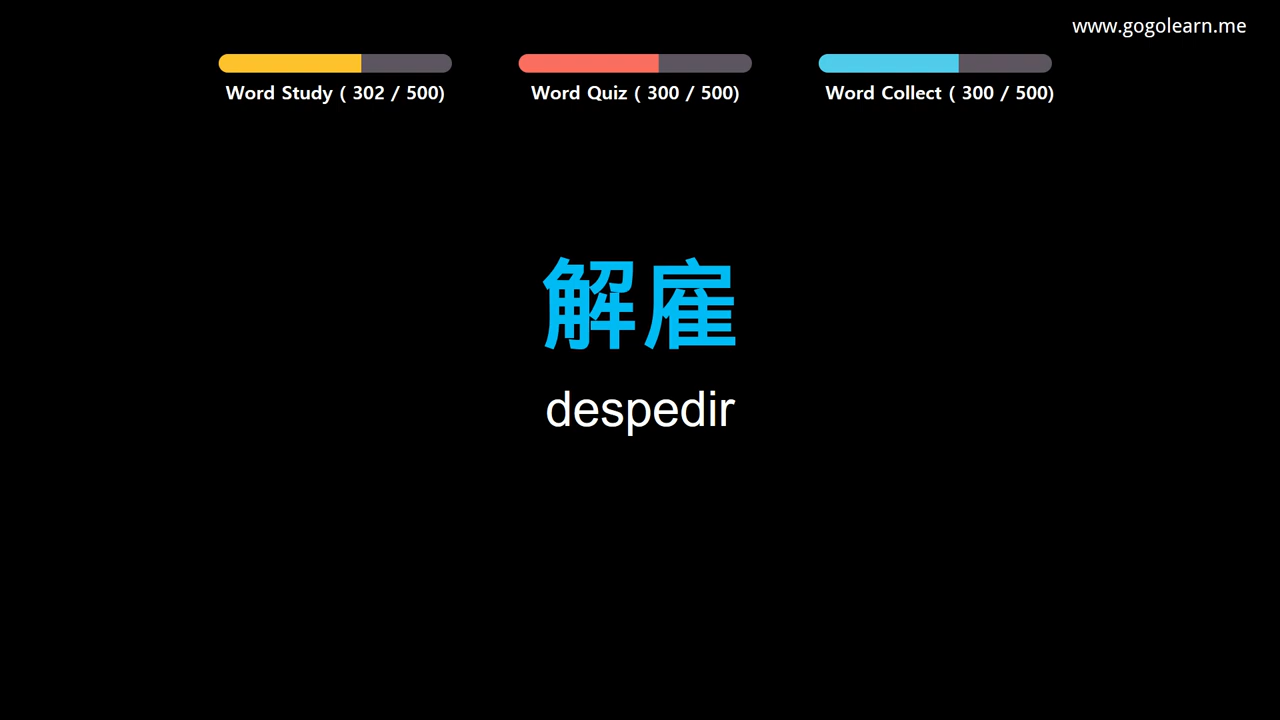 www.gogolearn.me
Word Study ( 302 / 500)
Word Quiz ( 300 / 500)
Word Collect ( 300 / 500)
解雇
despedir